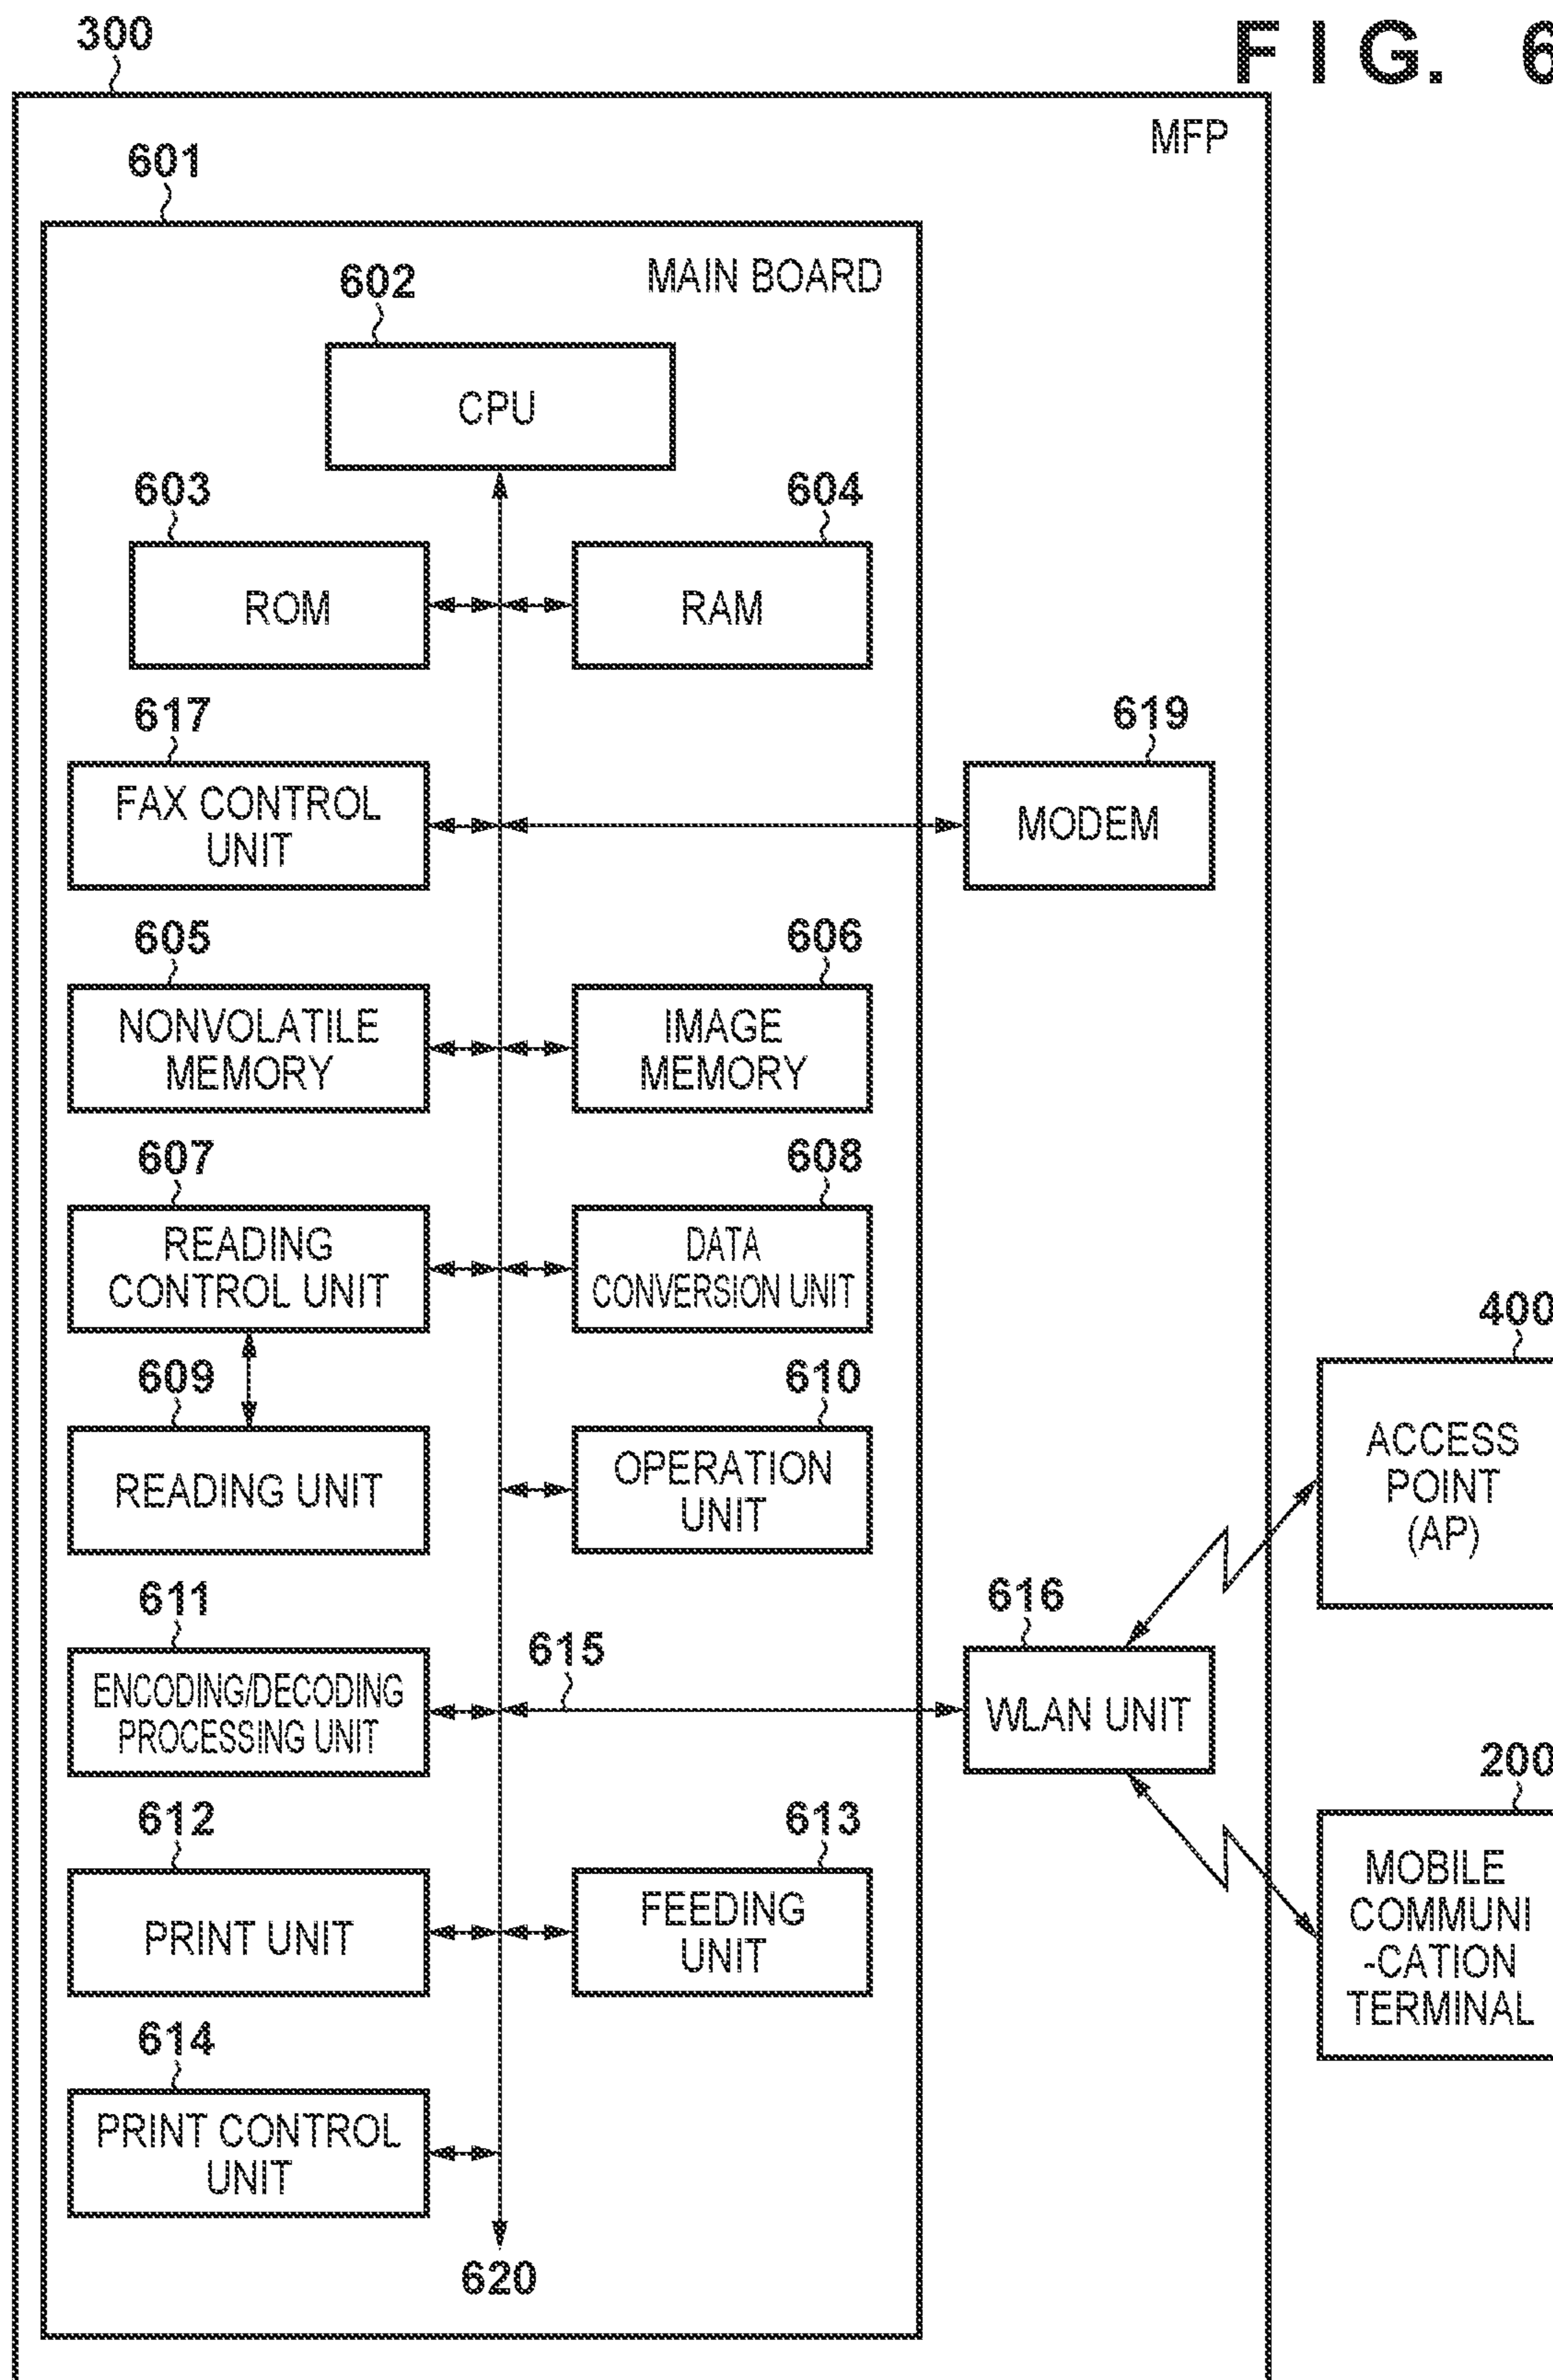 FIG. 6
300
MFP
601
MAIN BOARD
602
CPU
603
604
ROM
RAM
617
619
FAX CONTROL
UNIT
MODEM
605
606
NONVOLATILE
MEMORY
IMAGE
MEMORY
607
608
READING
CONTROL UNIT
DATA
CONVERSION UNIT
400
609
610
ACCESS
POINT
(AP)
READING UNIT
OPERATION
UNIT
611
615
616
ENCODING/DECODING
PROCESSING UNIT
WLAN UNIT
200
612
613
PRINT UNIT
FEEDING
UNIT
MOBILE
COMMUNI
-CATION
TERMINAL
614
PRINT CONTROL
UNIT
620